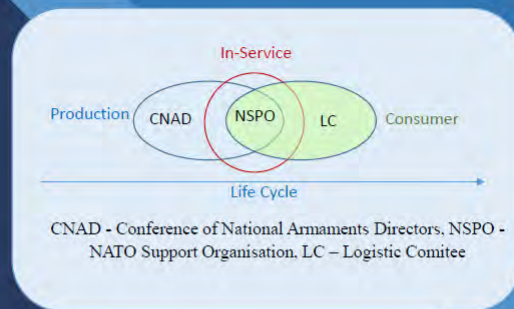 In-Service
Production
CNAD
NSPO
LC
Consumer
Life Cycle
CNAD - Conference of National Armaments Directors, NSPO -
NATO Support Organisation, LC – Logistic Comitee